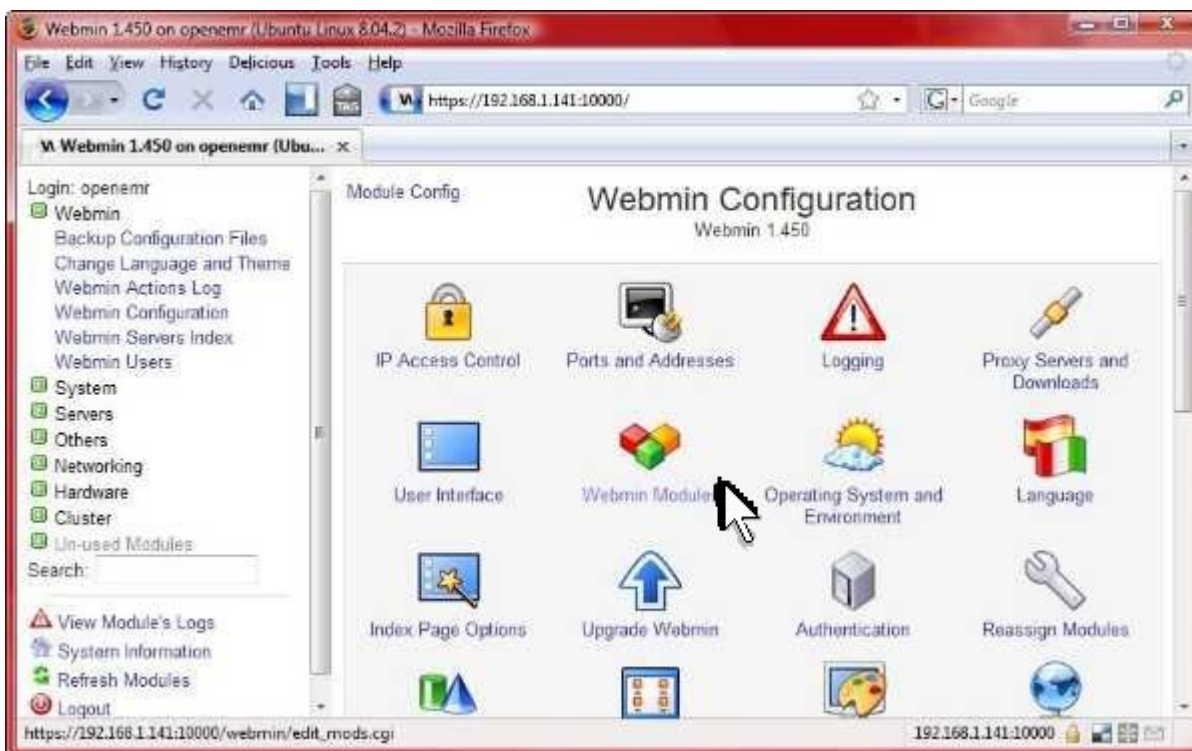 Webmin 1.450 on openemr (Ubuntu Linux 8.04.2) - Mozilla Firefox
File Edit View History Delicious Tools Help
https://192.168.1.141:10000/
Google
Webmin 1.450 on openemr (Ubu...
Login: openemr
Webmin
Backup Configuration Files
Change Language and Theme
Webmin Actions Log
Webmin Configuration
Webmin Servers Index
Webmin Users
System
Servers
Others
Networking
Hardware
Cluster
Un-used Modules
Search:
View Module's Logs
System Information
Refresh Modules
Logout
Module Config
Webmin Configuration
Webmin 1.450
IP Access Control
Ports and Addresses
Logging
Proxy Servers and
Downloads
User Interface
Webmin Modules
Operating System and
Environment
Language
Index Page Options
Upgrade Webmin
Authentication
Reassign Modules
https://192.168.1.141:10000/webmin/edit_mods.cgi
192.168.1.141:10000